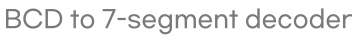 BCD to 7-segment decoder